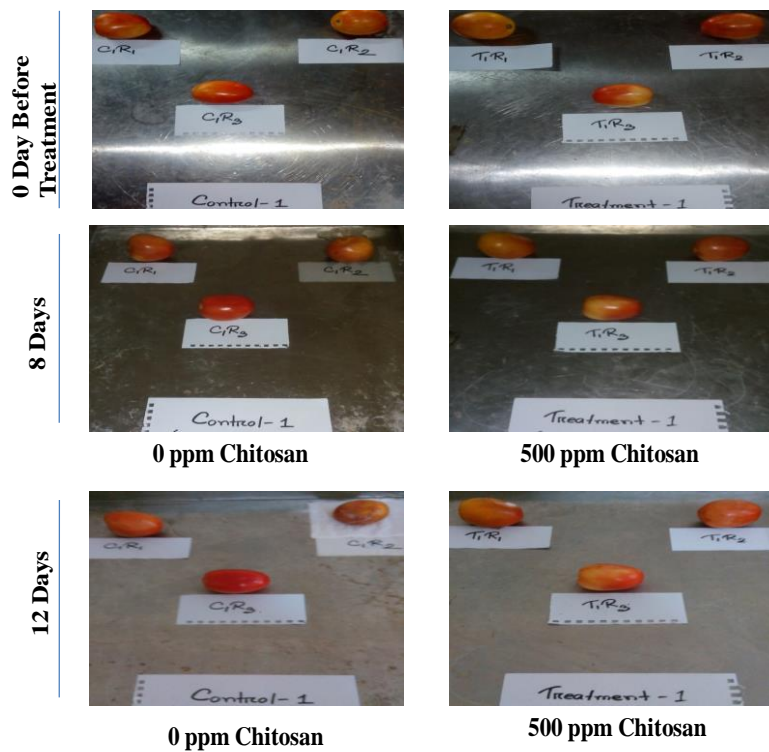 0 Day Before
Treatment
C1R1
C1R2
C1R3
Control-1
T1R1
T1R2
T1R3
Treatment-1
8 Days
C1R1
C1R2
C1R3
Control-1
T1R1
T1R2
T1R3
Treatment-1
0 ppm Chitosan
500 ppm Chitosan
12 Days
C1R1
C1R2
C1R3
Control-1
T1R1
T1R2
T1R3
Treatment-1
0 ppm Chitosan
500 ppm Chitosan